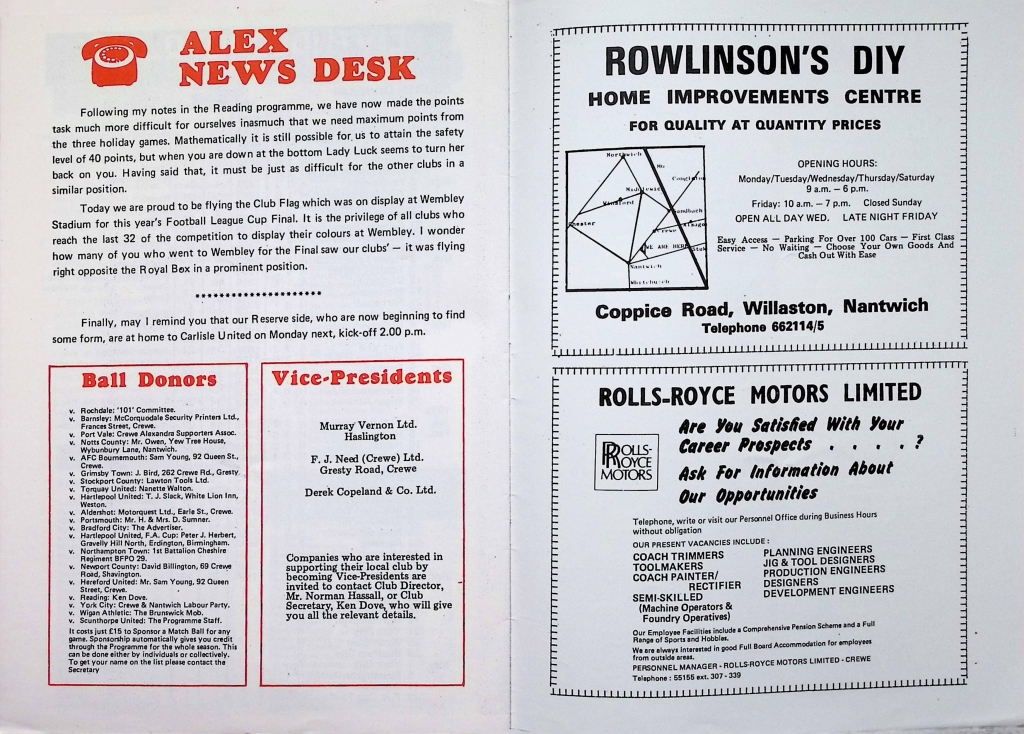 ALEX
NEWS DESK
Following my notes in the Reading programme, we have now made the points
task much more difficult for ourselves inasmuch that we need maximum points from
the three holiday games. Mathematically it is still possible for us to attain the safety
level of 40 points, but when you are down at the bottom Lady Luck seems to turn her
back on you. Having said that, it must be just as difficult for the other clubs in a
similar position.
Today we are proud to be flying the Club Flag which was on display at Wembley
Stadium for this year's Football League Cup Final. It is the privilege of all clubs who
reach the last 32 of the competition to display their colours at Wembley. I wonder
how many of you who went to Wembley for the Final saw our clubs' — it was flying
right opposite the Royal Box in a prominent position.
**********************
Finally, may I remind you that our Reserve side, who are now beginning to find
some form, are at home to Carlisle United on Monday next, kick-off 2.00 p.m.
Ball Donors
v. Rochdale: '101' Committee.
v. Barnsley: McCorquodale Security Printers Ltd.,
Frances Street, Crewe.
v. Port Vale: Crewe Alexandra Supporters Assoc.
v. Notts County: Mr. Owen, Yew Tree House,
Wybunbury Lane, Nantwich.
v. AFC Bournemouth: Sam Young, 92 Queen St.,
Crewe.
v. Grimsby Town: J. Bird, 262 Crewe Rd., Gresty.
v. Stockport County: Lawton Tools Ltd.
v. Torquay United: Nanette Walton.
v. Hartlepool United: T. J. Slack, White Lion Inn,
Weston.
v. Aldershot: Motorquest Ltd., Earle St., Crewe.
v. Portsmouth: Mr. H. & Mrs. D. Sumner.
v. Bradford City: The Advertiser.
v. Hartlepool United, F.A. Cup: Peter J. Herbert,
Gravelly Hill North, Erdington, Birmingham.
v. Northampton Town: 1st Battalion Cheshire
Regiment BFPO 29.
v. Newport County: David Billington, 69 Crewe
Road, Shavington.
v. Hereford United: Mr. Sam Young, 92 Queen
Street, Crewe.
v. Reading: Ken Dove.
v. York City: Crewe & Nantwich Labour Party.
v. Wigan Athletic: The Brunswick Mob.
v. Scunthorpe United: The Programme Staff.
It costs just £15 to Sponsor a Match Ball for any
game. Sponsorship automatically gives you credit
through the Programme for the whole season. This
can be done either by individuals or collectively.
To get your name on the list please contact the
Secretary
Vice-Presidents
Murray Vernon Ltd.
Haslington
F. J. Need (Crewe) Ltd.
Gresty Road, Crewe
Derek Copeland & Co. Ltd.
Companies who are interested in
supporting their local club by
becoming Vice-Presidents are
invited to contact Club Director,
Mr. Norman Hassall, or Club
Secretary, Ken Dove, who will give
you all the relevant details.
ROWLINSON'S DIY
HOME IMPROVEMENTS CENTRE
FOR QUALITY AT QUANTITY PRICES
Northwich
M6
Congleton
Middlewich
Winsford
Sandbach
Chester
Crewe
Alsager
WE ARE HERE
Nantwich
Whitchurch
OPENING HOURS:
Monday/Tuesday/Wednesday/Thursday/Saturday
9 a.m. — 6 p.m.
Friday: 10 a.m. — 7 p.m. Closed Sunday
OPEN ALL DAY WED. LATE NIGHT FRIDAY
Easy Access — Parking For Over 100 Cars — First Class
Service — No Waiting — Choose Your Own Goods And
Cash Out With Ease
Coppice Road, Willaston, Nantwich
Telephone 662114/5
ROLLS-ROYCE MOTORS LIMITED
ROLLS-
ROYCE
MOTORS
Are You Satisfied With Your
Career Prospects . . . . ?
Ask For Information About
Our Opportunities
Telephone, write or visit our Personnel Office during Business Hours
without obligation
OUR PRESENT VACANCIES INCLUDE :
COACH TRIMMERS
TOOLMAKERS
COACH PAINTER/
RECTIFIER
SEMI-SKILLED
(Machine Operators &
Foundry Operatives)
PLANNING ENGINEERS
JIG & TOOL DESIGNERS
PRODUCTION ENGINEERS
DESIGNERS
DEVELOPMENT ENGINEERS
Our Employee Facilities include a Comprehensive Pension Scheme and a Full
Range of Sports and Hobbies.
We are always interested in good Full Board Accommodation for employees
from outside areas.
PERSONNEL MANAGER - ROLLS-ROYCE MOTORS LIMITED - CREWE
Telephone : 55155 ext. 307 - 339